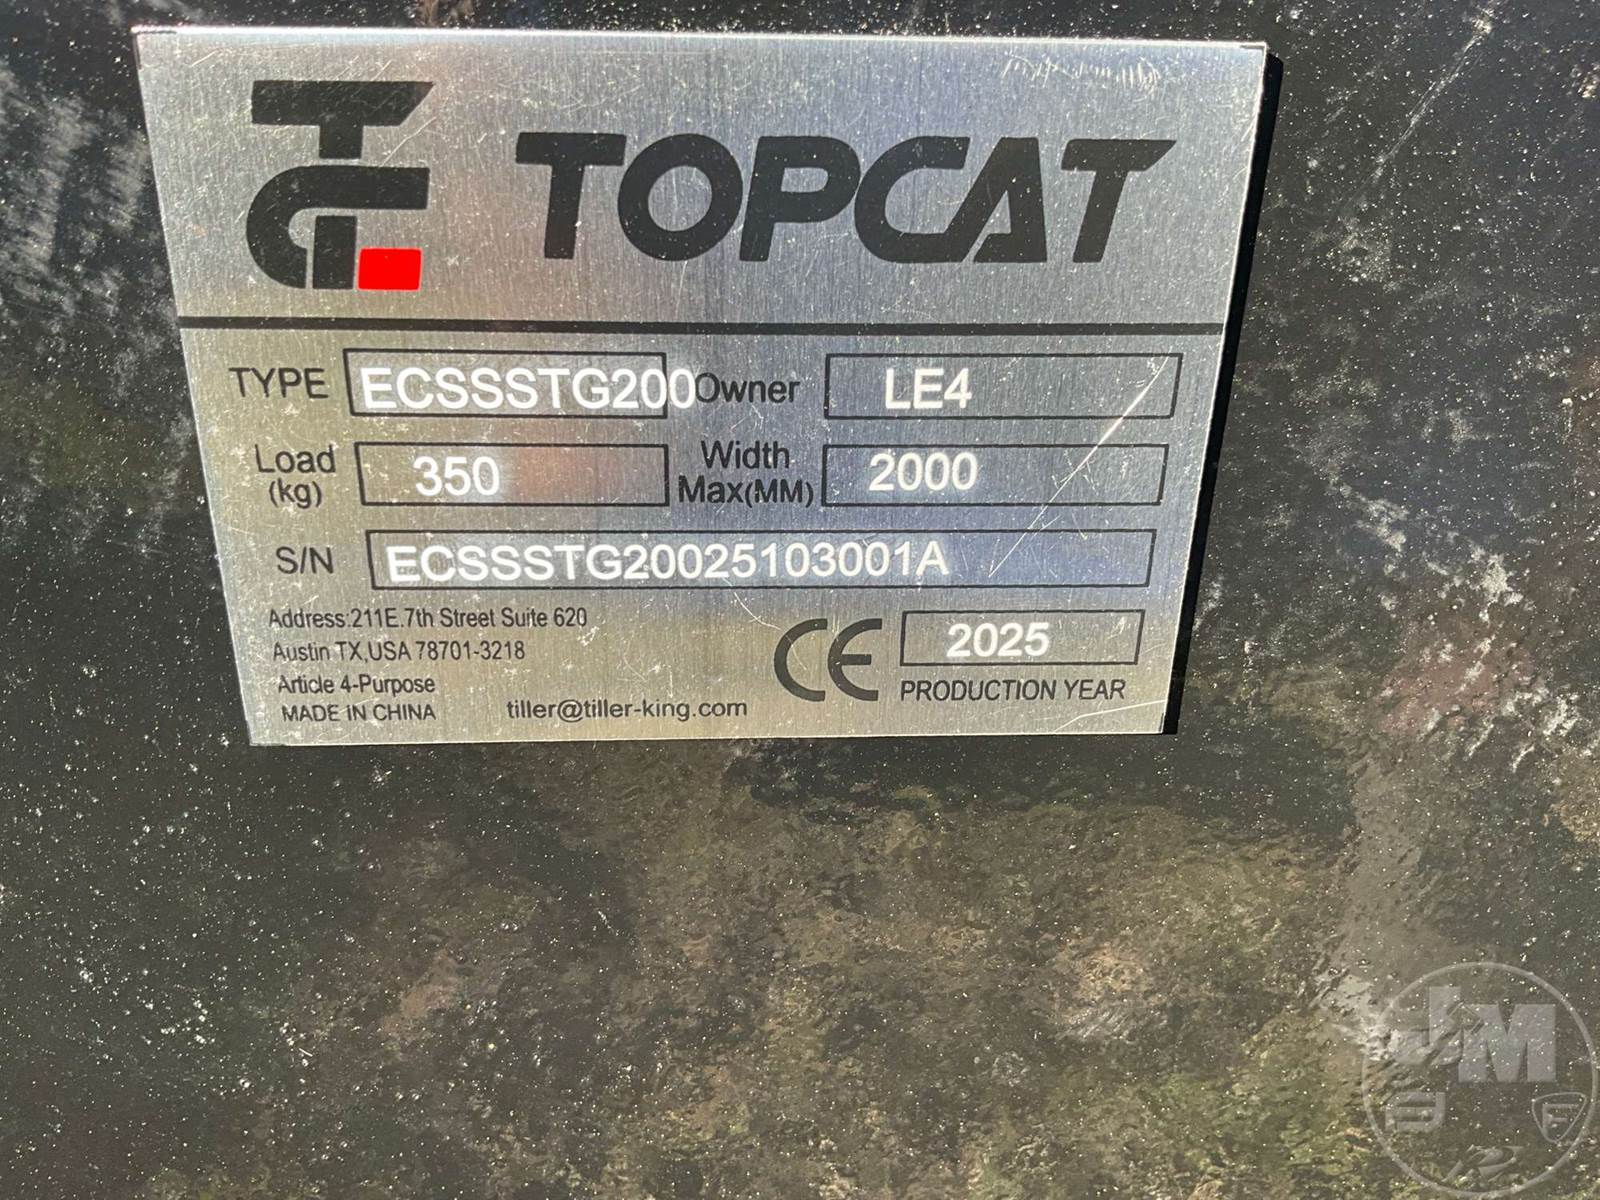 TOPCAT
TYPE ECSSSTG200 Owner LE4
Load (kg) 350 Width Max(MM) 2000
S/N ECSSSTG20025103001A
Address:211E.7th Street Suite 620
Austin TX,USA 78701-3218
Article 4-Purpose
MADE IN CHINA
tiller@tiller-king.com
CE 2025
PRODUCTION YEAR
JM